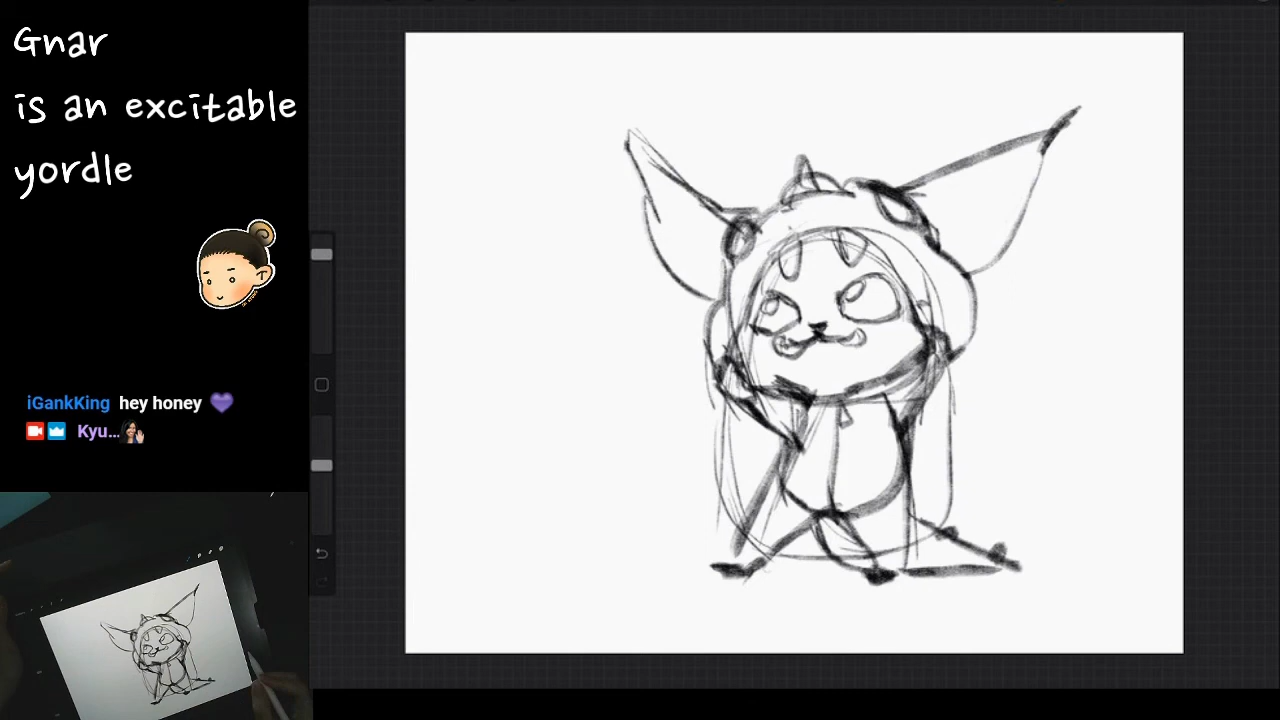 Gnar
is an excitable
yordle
iGankKing hey honey
Kyu...